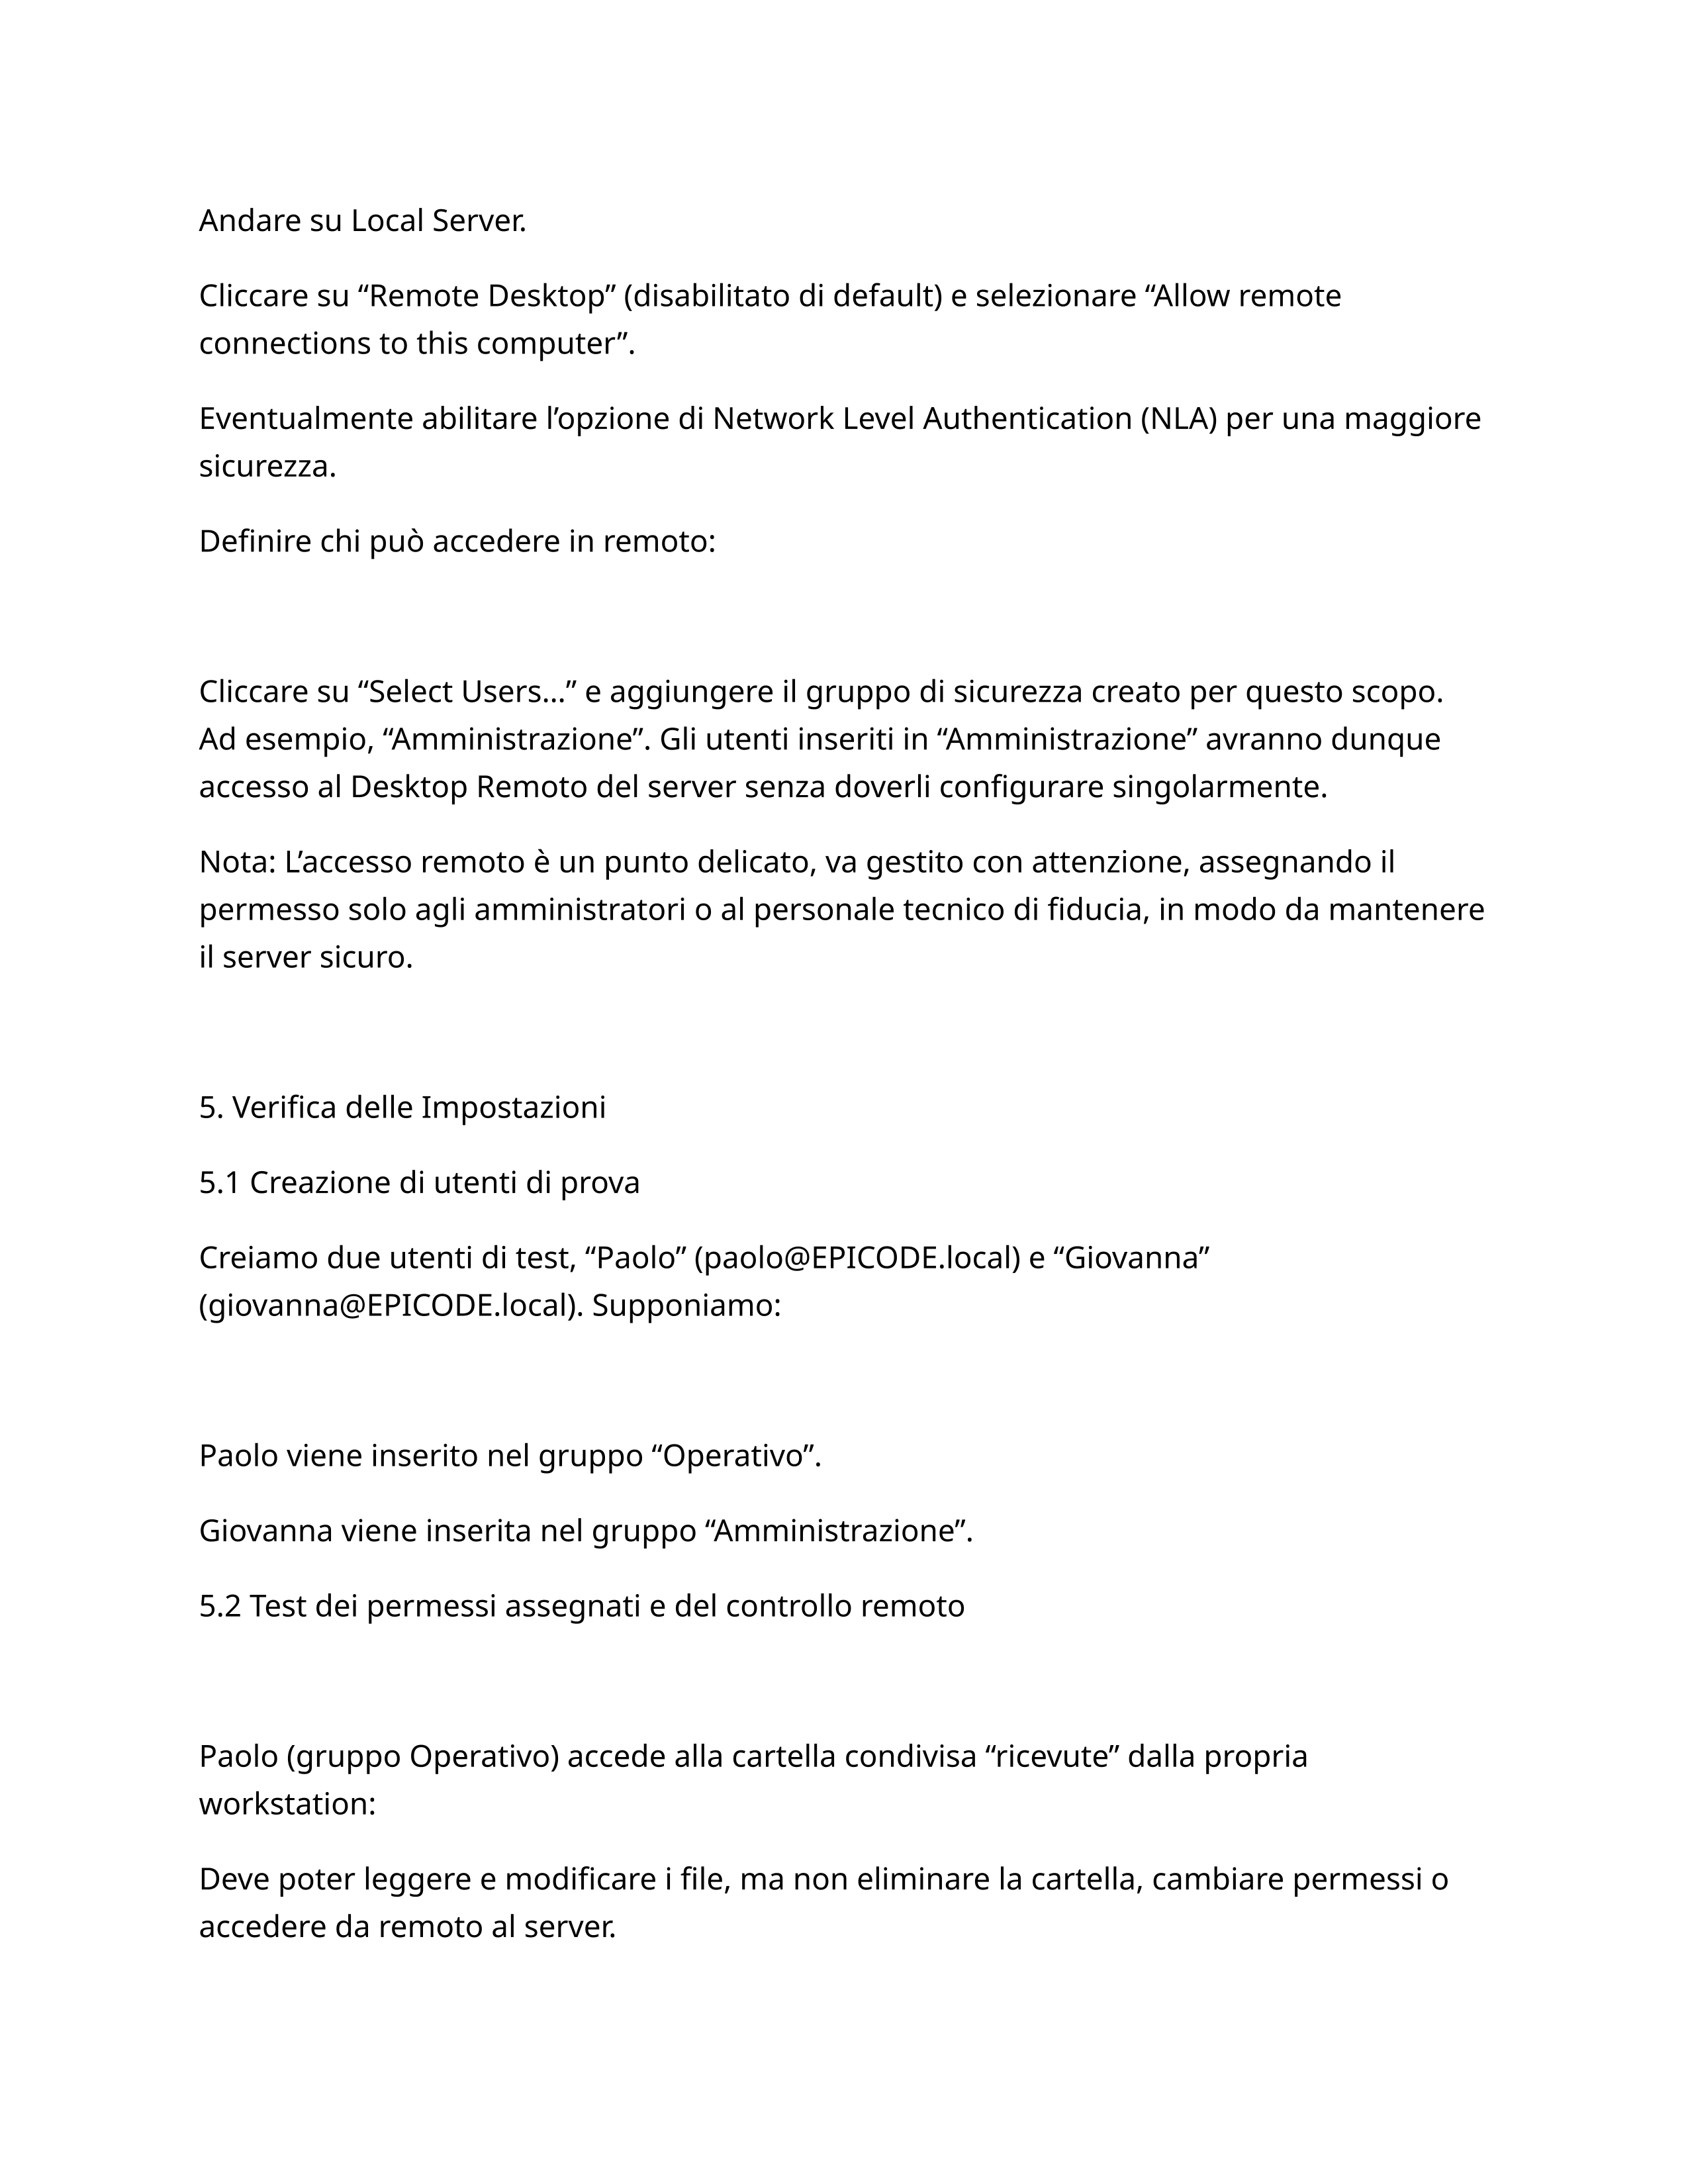 Andare su Local Server.
Cliccare su “Remote Desktop” (disabilitato di default) e selezionare “Allow remote
connections to this computer”.
Eventualmente abilitare l’opzione di Network Level Authentication (NLA) per una maggiore
sicurezza.
Definire chi può accedere in remoto:
Cliccare su “Select Users…” e aggiungere il gruppo di sicurezza creato per questo scopo.
Ad esempio, “Amministrazione”. Gli utenti inseriti in “Amministrazione” avranno dunque
accesso al Desktop Remoto del server senza doverli configurare singolarmente.
Nota: L’accesso remoto è un punto delicato, va gestito con attenzione, assegnando il
permesso solo agli amministratori o al personale tecnico di fiducia, in modo da mantenere
il server sicuro.
5. Verifica delle Impostazioni
5.1 Creazione di utenti di prova
Creiamo due utenti di test, “Paolo” (paolo@EPICODE.local) e “Giovanna”
(giovanna@EPICODE.local). Supponiamo:
Paolo viene inserito nel gruppo “Operativo”.
Giovanna viene inserita nel gruppo “Amministrazione”.
5.2 Test dei permessi assegnati e del controllo remoto
Paolo (gruppo Operativo) accede alla cartella condivisa “ricevute” dalla propria
workstation:
Deve poter leggere e modificare i file, ma non eliminare la cartella, cambiare permessi o
accedere da remoto al server.